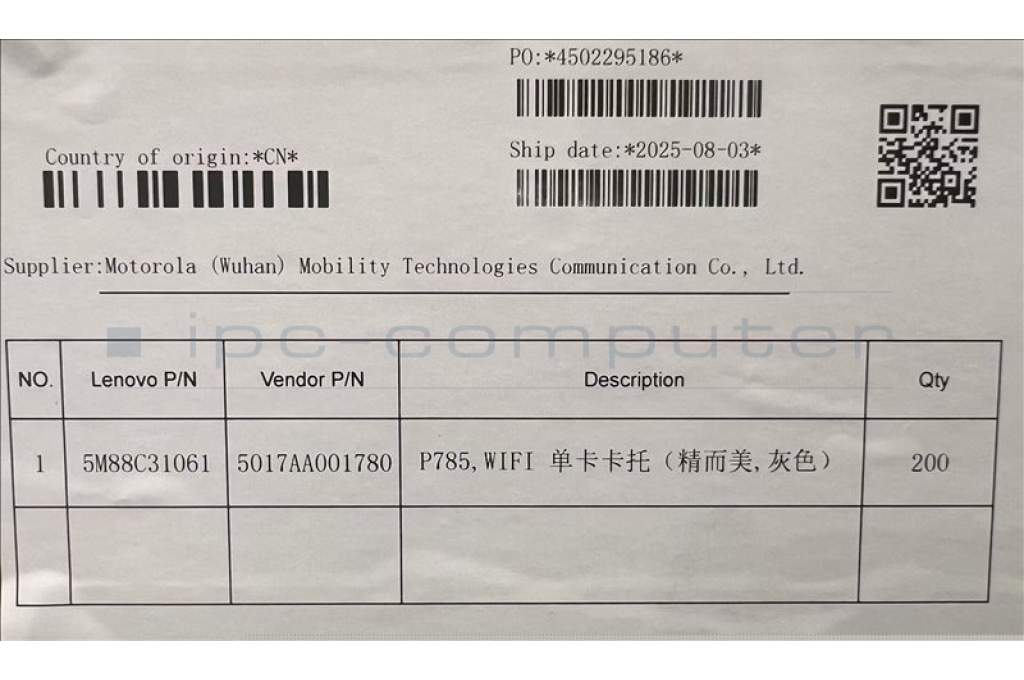 PO:*4502295186*
Country of origin:*CN*
Ship date:*2025-08-03*
Supplier:Motorola (Wuhan) Mobility Technologies Communication Co., Ltd.
ipc-computer
NO. Lenovo P/N Vendor P/N Description Qty
1 5M88C31061 5017AA001780 P785,WIFI 单卡卡托（精而美,灰色） 200